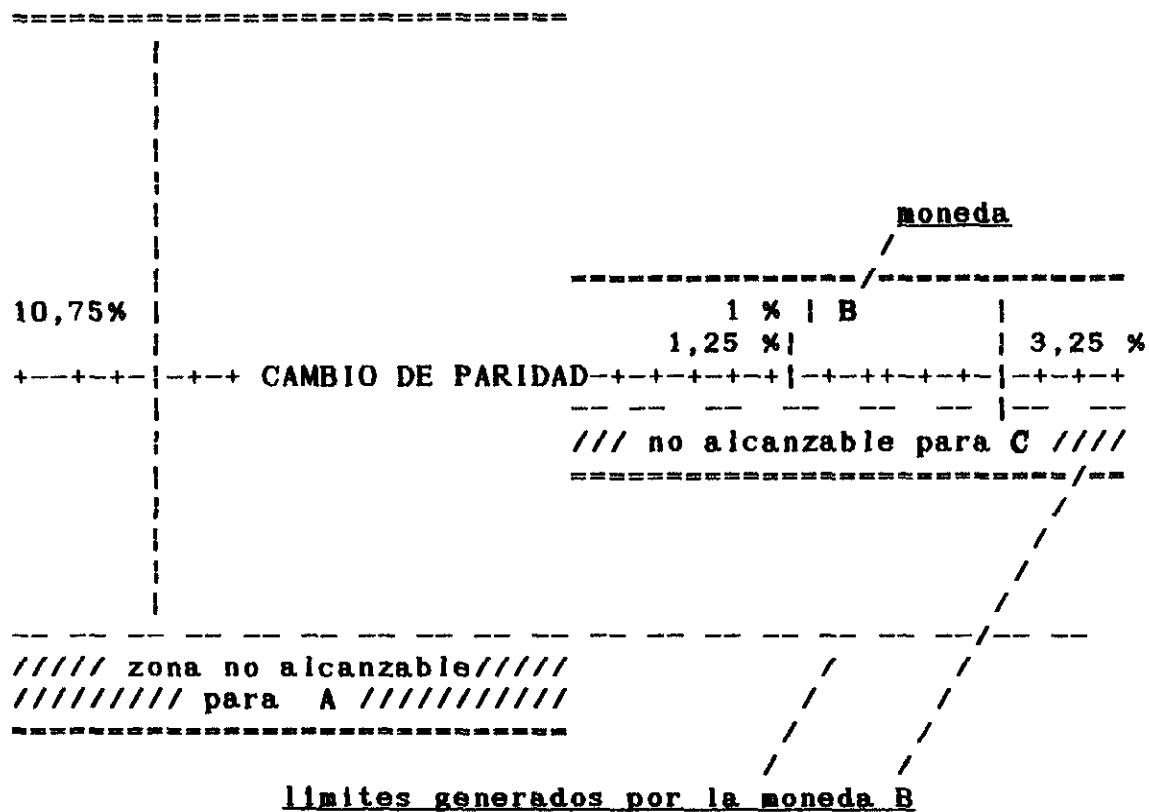 moneda
10,75%
1 % | B
1,25 %
3,25 %
CAMBIO DE PARIDAD
/// no alcanzable para C ////
///// zona no alcanzable/////
///////// para A ///////////
limites generados por la moneda B